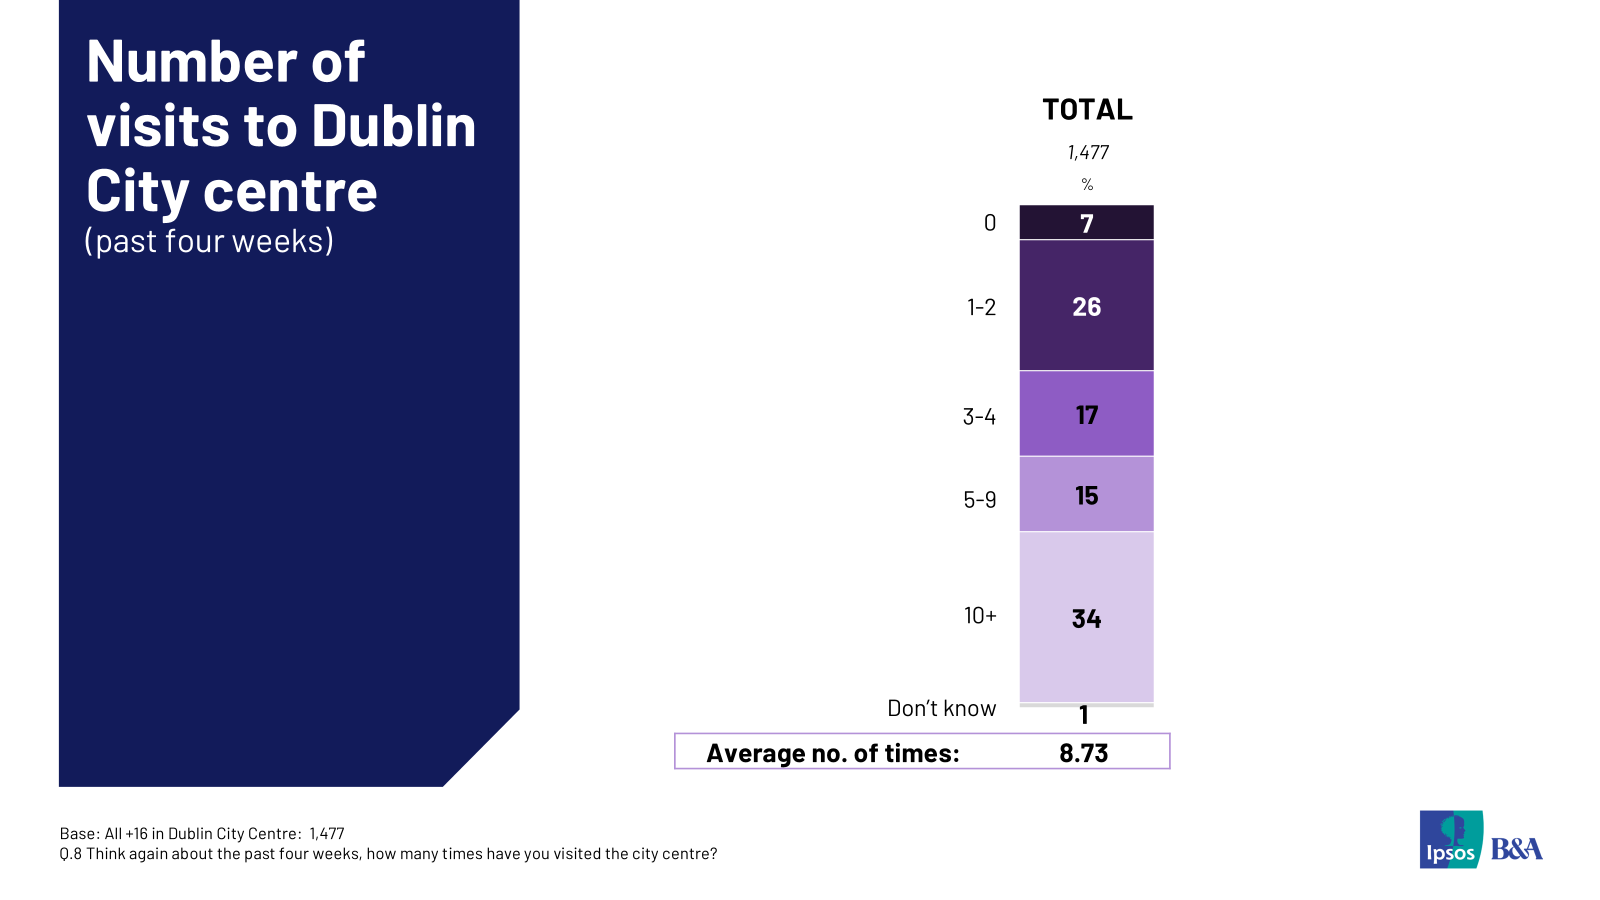 Number of
visits to Dublin
City centre
(past four weeks)
TOTAL
1,477
%
0 7
1-2 26
3-4 17
5-9 15
10+ 34
Don’t know 1
Average no. of times: 8.73
Base: All +16 in Dublin City Centre: 1,477
Q.8 Think again about the past four weeks, how many times have you visited the city centre?
Ipsos B&A